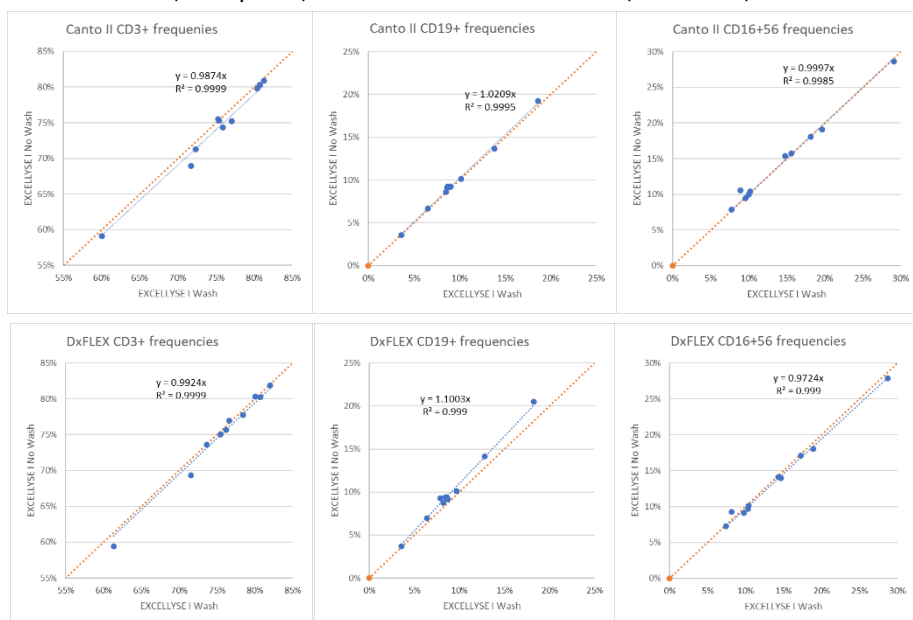 Canto II CD3+ frequenies
85%
80%
75%
70%
65%
60%
55%
y = 0.9874x
R² = 0.9999
55% 60% 65% 70% 75% 80% 85%
EXCELLYSE I No Wash
EXCELLYSE I Wash
Canto II CD19+ frequencies
25%
20%
15%
10%
5%
0%
y = 1.0209x
R² = 0.9995
0% 5% 10% 15% 20% 25%
EXCELLYSE I No Wash
EXCELLYSE I Wash
Canto II CD16+56 frequencies
30%
25%
20%
15%
10%
5%
0%
y = 0.9997x
R² = 0.9985
0% 5% 10% 15% 20% 25% 30%
EXCELLYSE I No Wash
EXCELLYSE I Wash
DxFLEX CD3+ frequencies
85%
80%
75%
70%
65%
60%
55%
y = 0.9924x
R² = 0.9999
55% 60% 65% 70% 75% 80% 85%
EXCELLYSE I No Wash
EXCELLYSE I Wash
DxFLEX CD19+ frequencies
25%
20%
15%
10%
5%
0%
y = 1.1003x
R² = 0.999
0% 5% 10% 15% 20% 25%
EXCELLYSE I No Wash
EXCELLYSE I Wash
DxFLEX CD16+56 frequencies
30%
25%
20%
15%
10%
5%
0%
y = 0.9724x
R² = 0.999
0% 5% 10% 15% 20% 25% 30%
EXCELLYSE I No Wash
EXCELLYSE I Wash